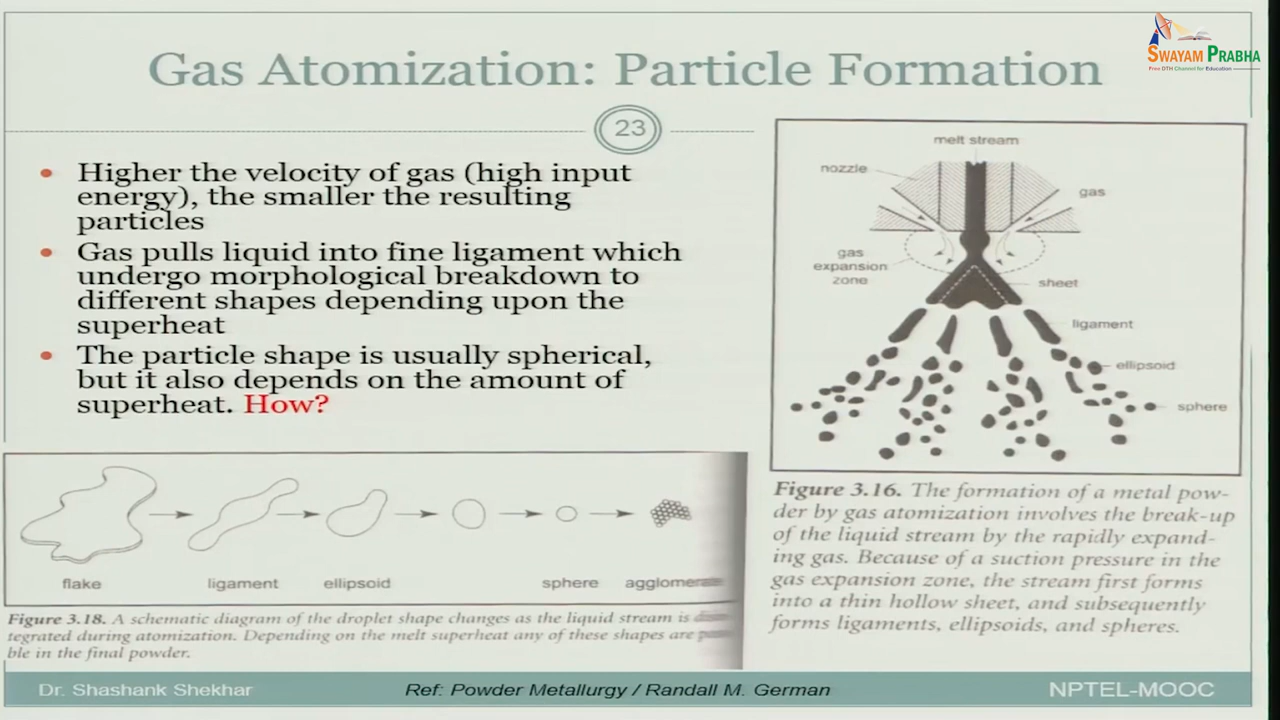 Gas Atomization: Particle Formation
SWAYAM PRABHA
Free DTH Channel for Education
23
Higher the velocity of gas (high input
energy), the smaller the resulting
particles
Gas pulls liquid into fine ligament which
undergo morphological breakdown to
different shapes depending upon the
superheat
The particle shape is usually spherical,
but it also depends on the amount of
superheat. How?
melt stream
nozzle
gas
gas
expansion
zone
sheet
ligament
ellipsoid
sphere
Figure 3.16. The formation of a metal pow-
der by gas atomization involves the break-up
of the liquid stream by the rapidly expand-
ing gas. Because of a suction pressure in the
gas expansion zone, the stream first forms
into a thin hollow sheet, and subsequently
forms ligaments, ellipsoids, and spheres.
flake
ligament
ellipsoid
sphere
agglomerate
Figure 3.18. A schematic diagram of the droplet shape changes as the liquid stream is
tegrated during atomization. Depending on the melt superheat any of these shapes are
ble in the final powder.
Dr. Shashank Shekhar
Ref: Powder Metallurgy / Randall M. German
NPTEL-MOOC